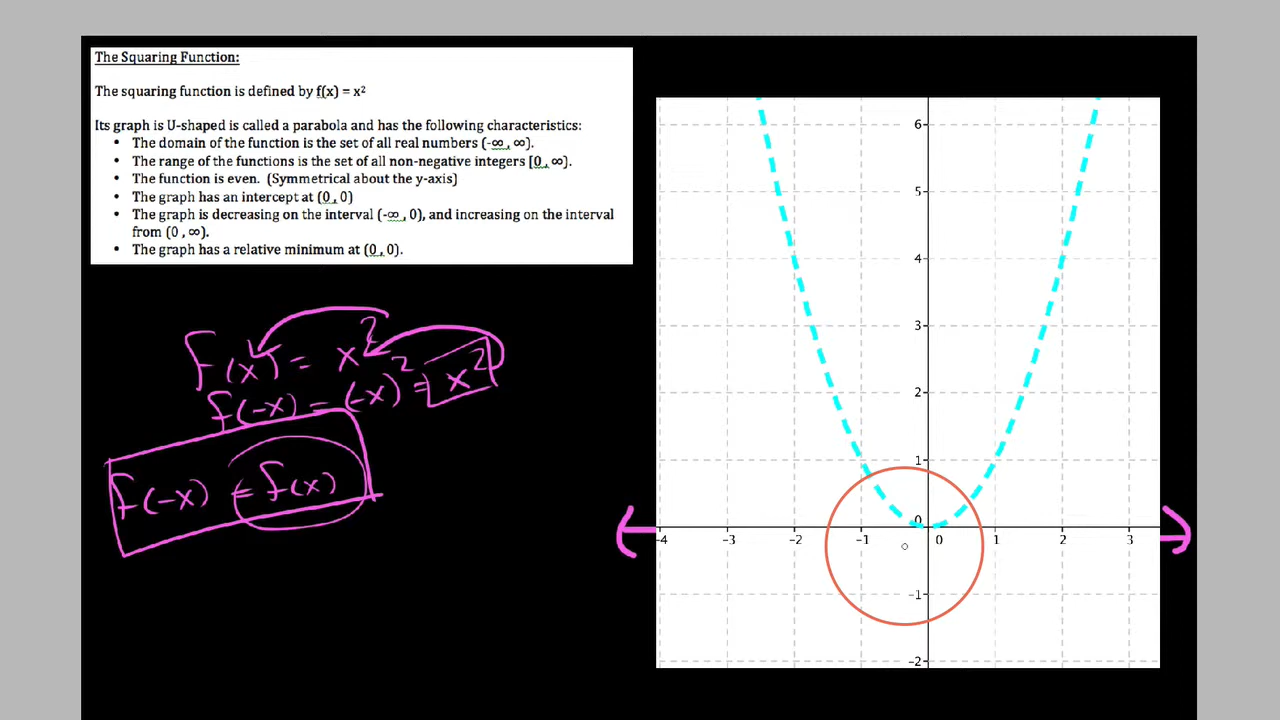 The Squaring Function:
The squaring function is defined by f(x) = x²
Its graph is U-shaped is called a parabola and has the following characteristics:
• The domain of the function is the set of all real numbers (-∞ , ∞).
• The range of the functions is the set of all non-negative integers [0 , ∞).
• The function is even. (Symmetrical about the y-axis)
• The graph has an intercept at (0 , 0)
• The graph is decreasing on the interval (-∞ , 0), and increasing on the interval
from (0 , ∞).
• The graph has a relative minimum at (0 , 0).
f(x) = x²
f(-x) = (-x)² = x²
f(-x) = f(x)
6
5
4
3
2
1
0
-4 -3 -2 -1 0 1 2 3
-1
-2